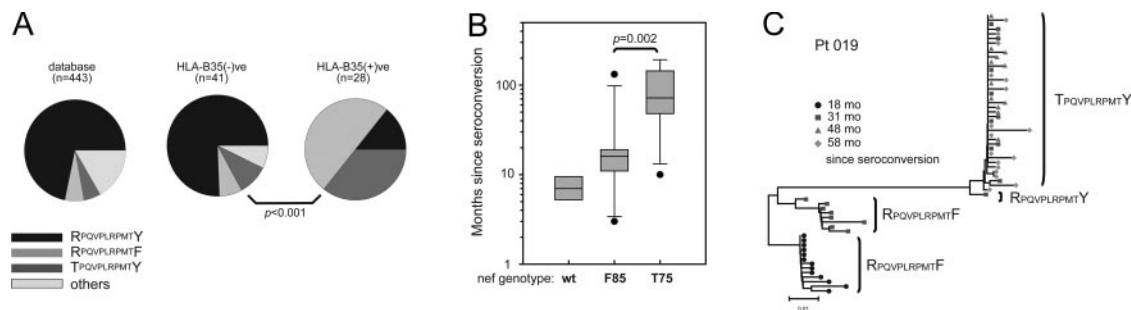 A
database
(n=443)
HLA-B35(-)ve
(n=41)
HLA-B35(+)ve
(n=28)
p<0.001
RPQVPLRPMTY
RPQVPLRPMTF
TPQVPLRPMTY
others
B
p=0.002
Months since seroconversion
100
10
1
nef genotype: wt F85 T75
C
Pt 019
18 mo
31 mo
48 mo
58 mo
since seroconversion
TPQVPLRPMTY
RPQVPLRPMTY
RPQVPLRPMTF
RPQVPLRPMTF